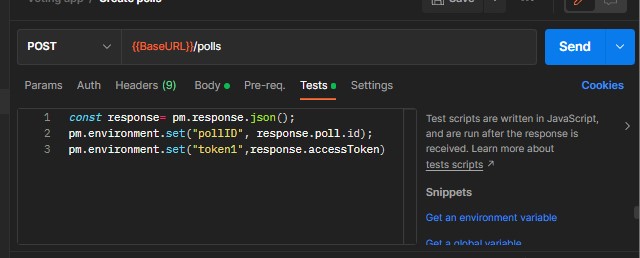 Voting app / Create polls
Save
POST
{{BaseURL}}/polls
Send
Params
Auth
Headers (9)
Body
Pre-req.
Tests
Settings
Cookies
1 const response= pm.response.json();
2 pm.environment.set("pollID", response.poll.id);
3 pm.environment.set("token1",response.accessToken)
Test scripts are written in JavaScript,
and are run after the response is
received. Learn more about
tests scripts ↗
Snippets
Get an environment variable
Get a global variable